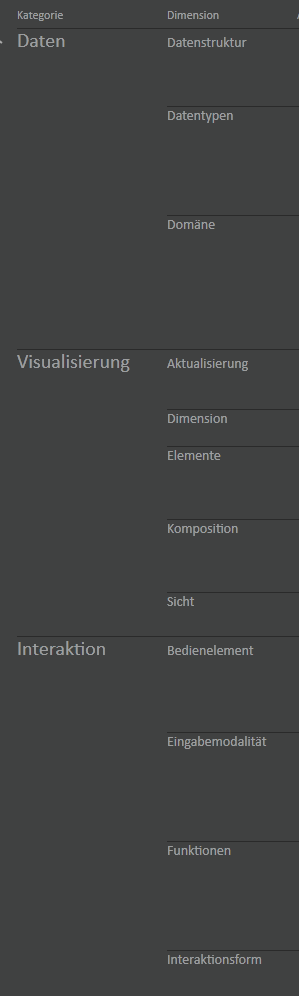 Kategorie Dimension
Daten Datenstruktur
Datentypen
Domäne
Visualisierung Aktualisierung
Dimension
Elemente
Komposition
Sicht
Interaktion Bedienelement
Eingabemodalität
Funktionen
Interaktionsform